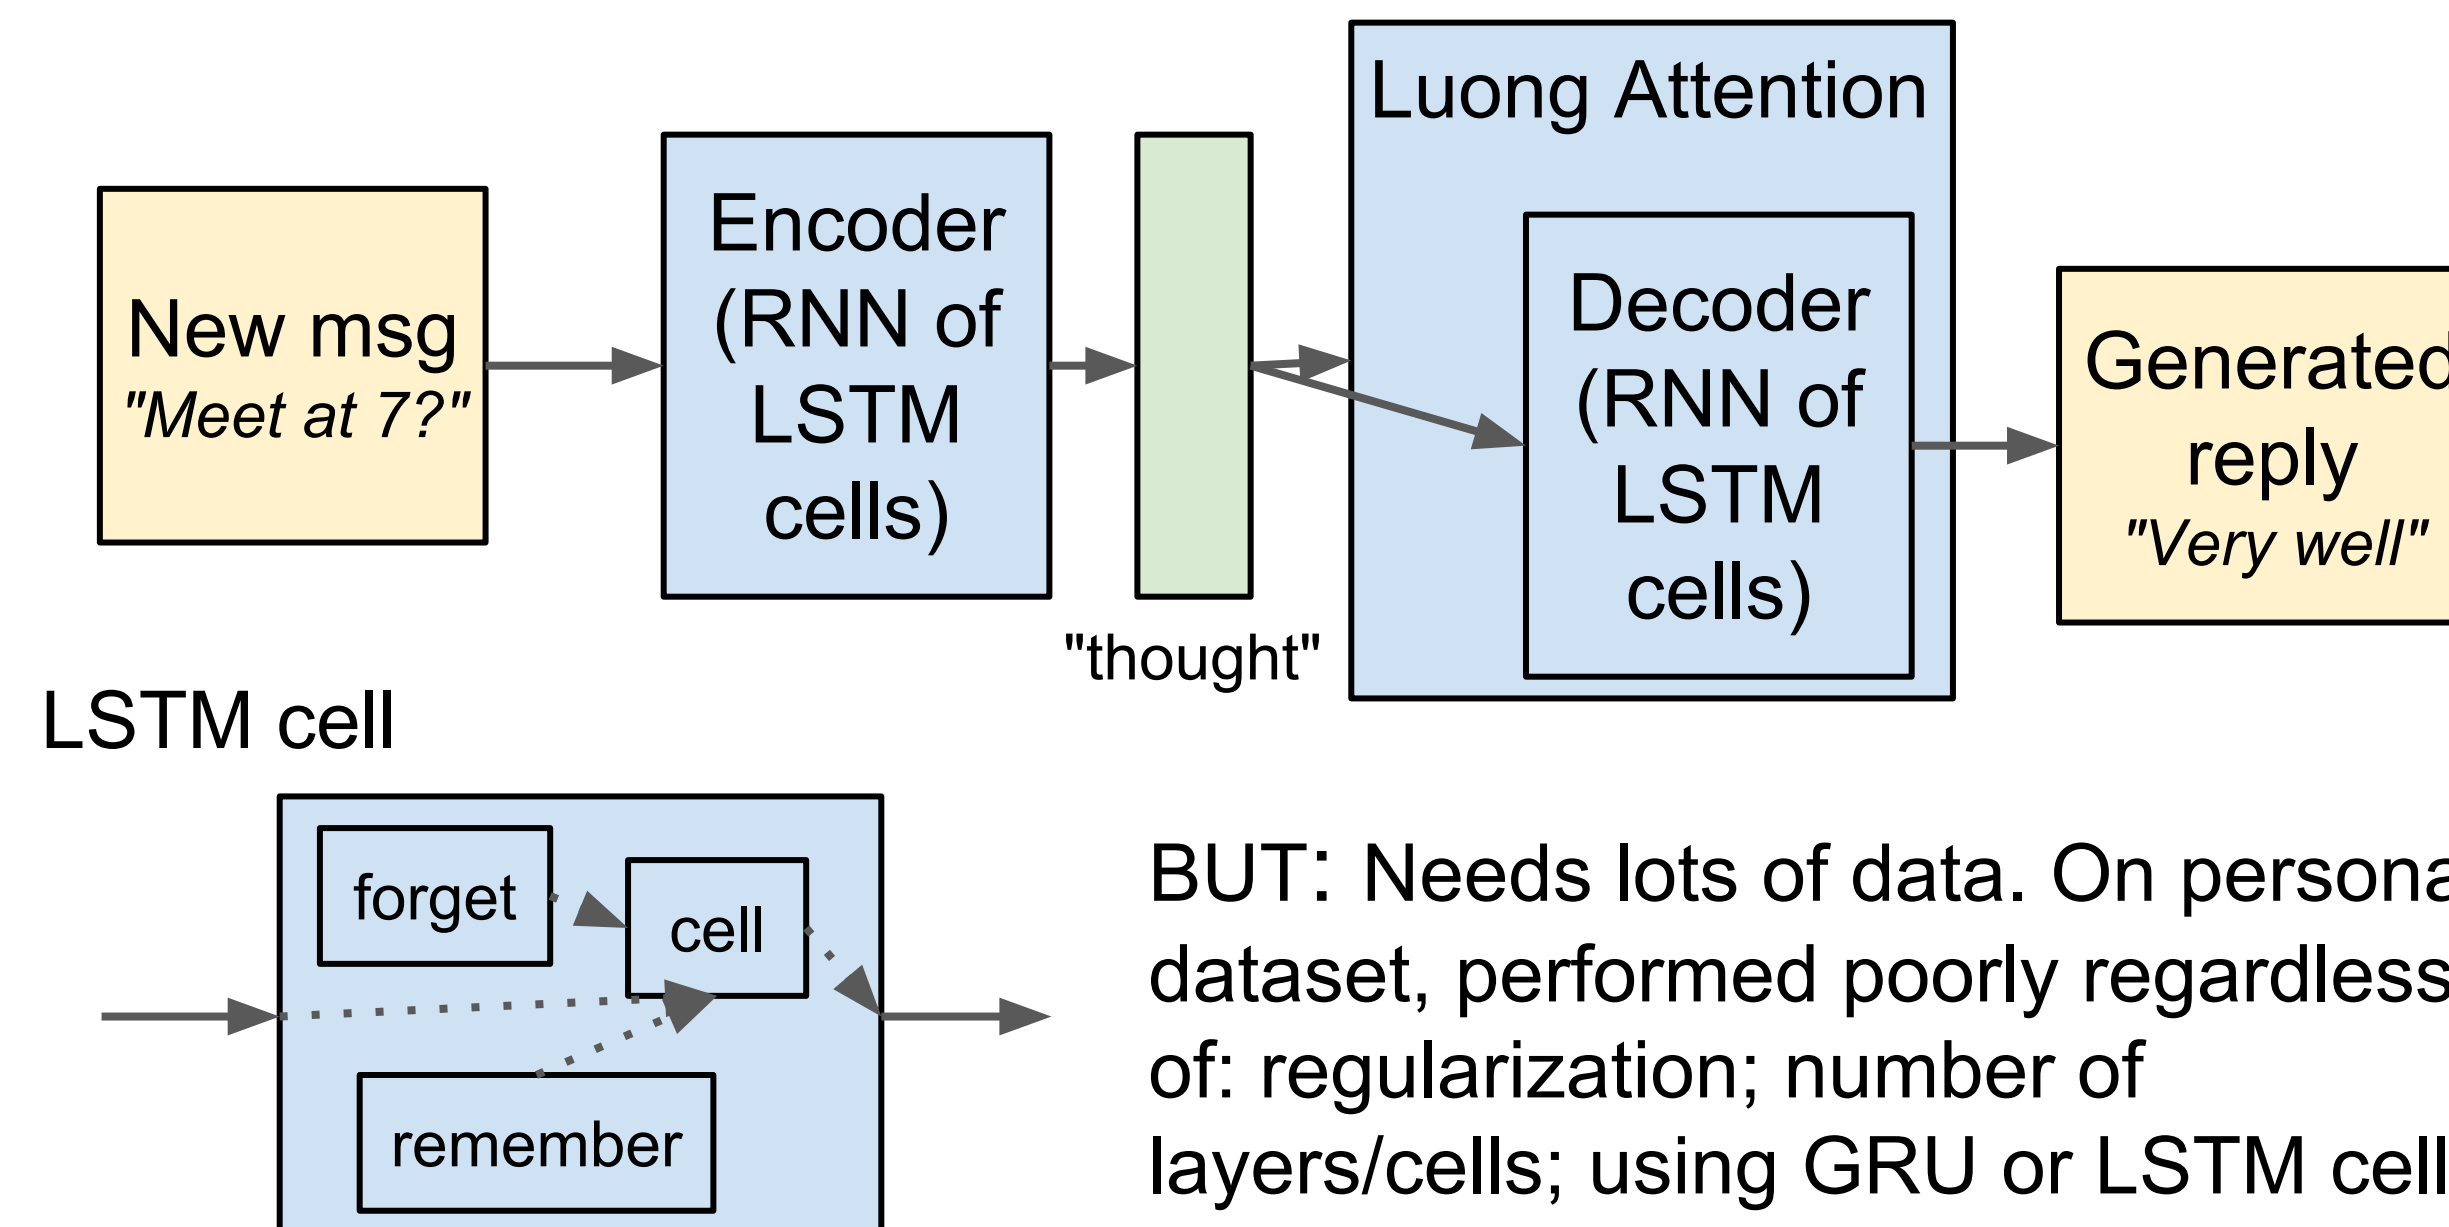 Luong Attention
New msg
"Meet at 7?"
Encoder
(RNN of
LSTM
cells)
"thought"
Decoder
(RNN of
LSTM
cells)
Generated
reply
"Very well"
LSTM cell
forget
cell
remember
BUT: Needs lots of data. On persona
dataset, performed poorly regardless
of: regularization; number of
layers/cells; using GRU or LSTM cell